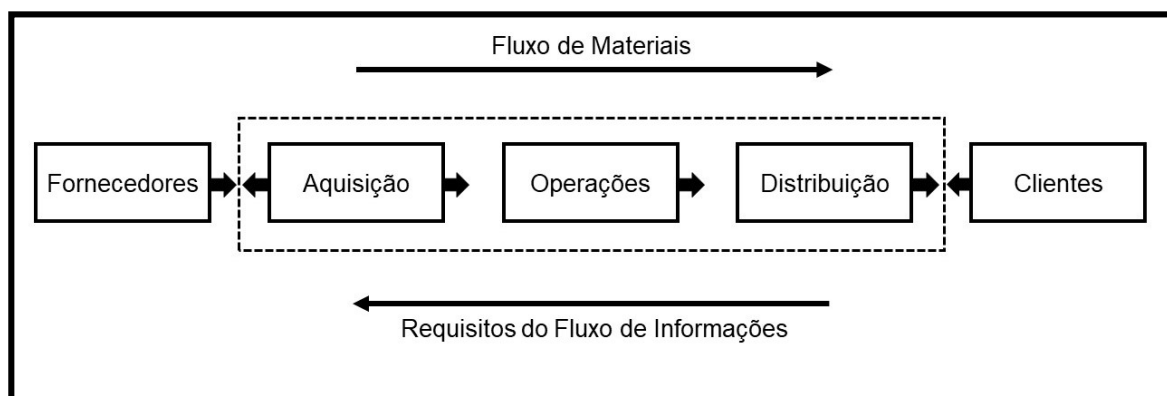 Fluxo de Materiais
Fornecedores
Aquisição
Operações
Distribuição
Clientes
Requisitos do Fluxo de Informações